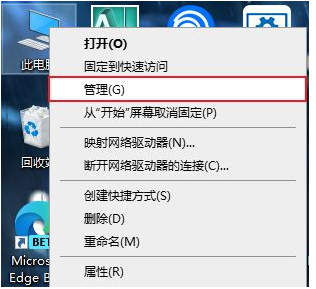 此电脑
打开(O)
固定到快速访问
管理(G)
从“开始”屏幕取消固定(P)
映射网络驱动器(N)...
断开网络驱动器的连接(C)...
回收站
创建快捷方式(S)
删除(D)
重命名(M)
属性(R)
BET
Micros
Edge B